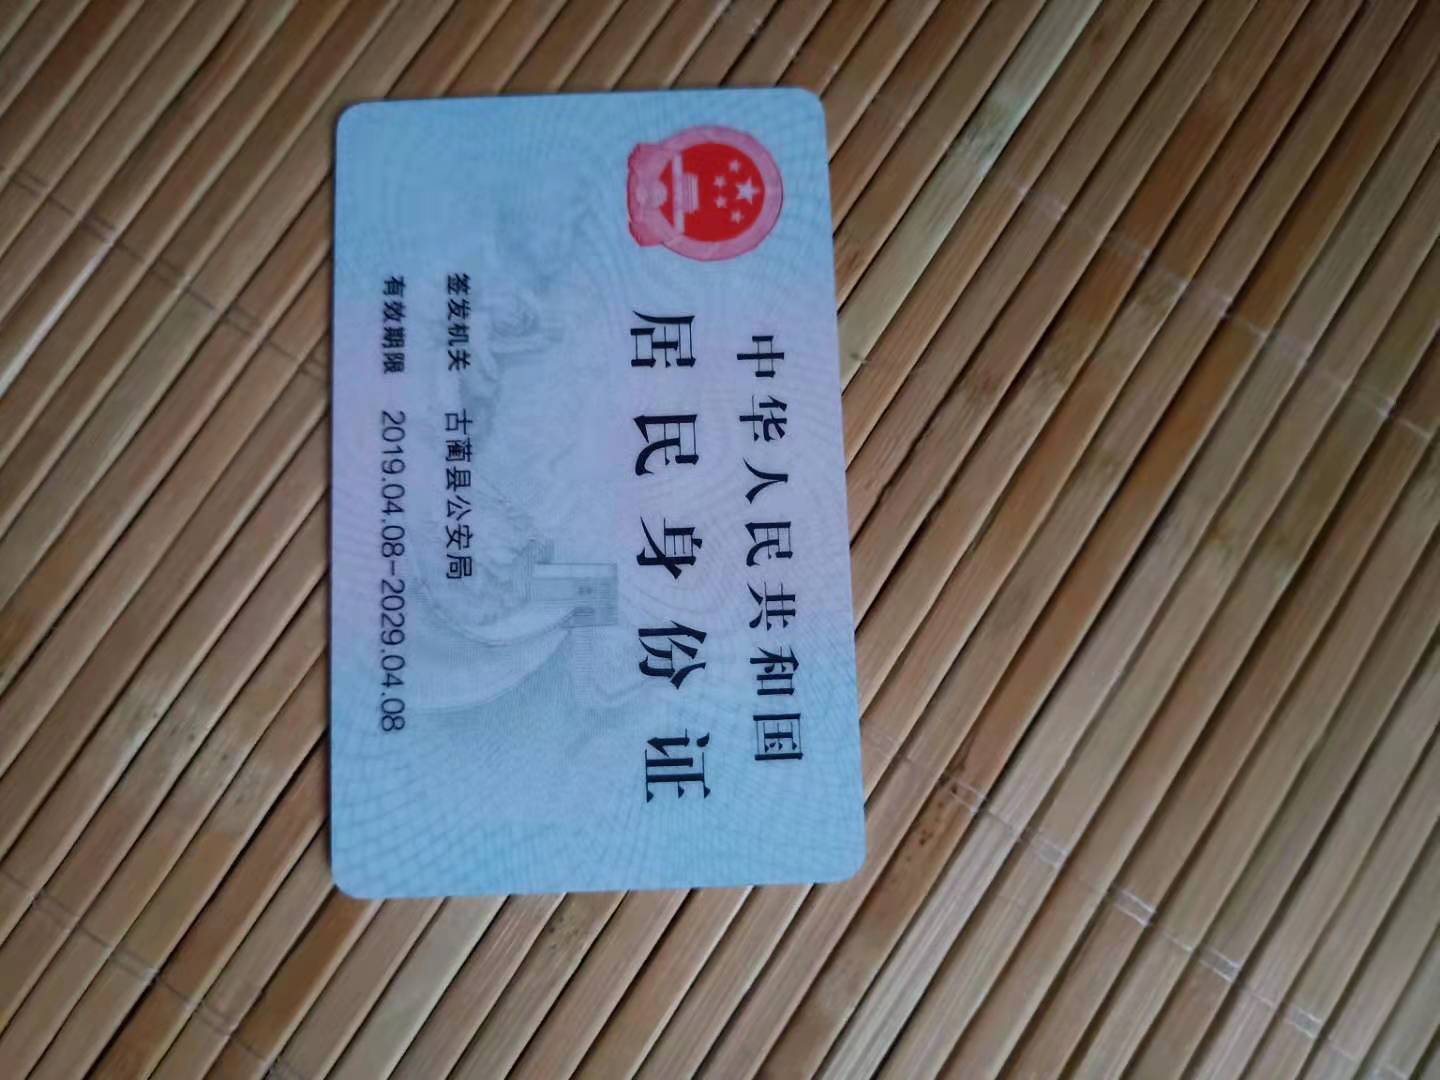 中华人民共和国
居民身份证
签发机关 古蔺县公安局
有效期限 2019.04.08-2029.04.08